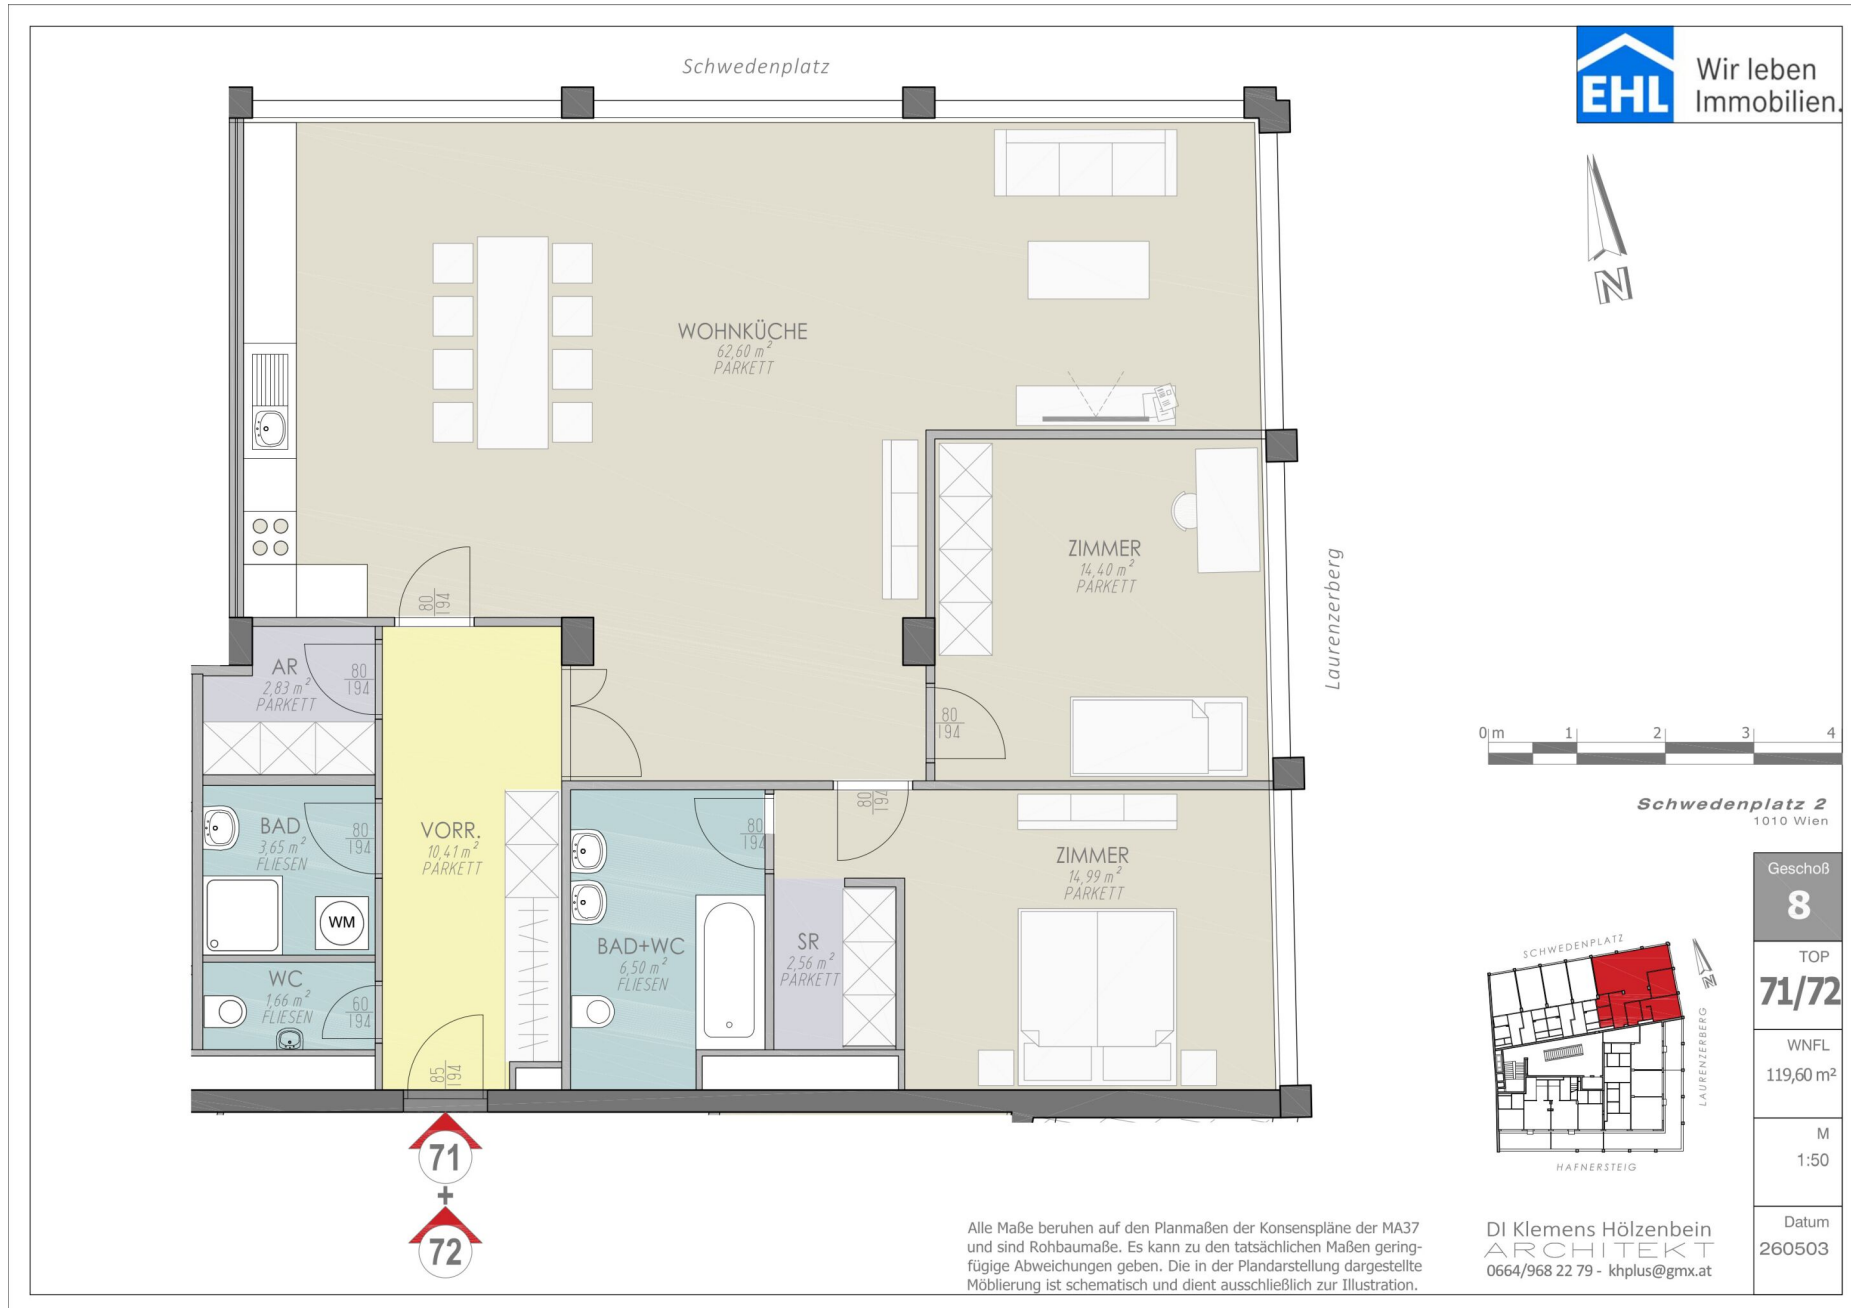 Schwedenplatz
EHL
Wir leben
Immobilien.
N
WOHNKÜCHE
62,60 m²
PARKETT
ZIMMER
14,40 m²
PARKETT
Laurenzerberg
80
194
AR
2,83 m²
PARKETT
80
194
80
194
BAD
3,65 m²
FLIESEN
80
194
WM
VORR.
10,41 m²
PARKETT
WC
1,66 m²
FLIESEN
60
194
85
194
BAD+WC
6,50 m²
FLIESEN
80
194
80
194
SR
2,56 m²
PARKETT
ZIMMER
14,99 m²
PARKETT
71
+
72
0 m 1 2 3 4
Schwedenplatz 2
1010 Wien
Geschoß
8
TOP
71/72
WNFL
119,60 m²
M
1:50
Datum
260503
SCHWEDENPLATZ
N
LAURENZERBERG
HAFNERSTEIG
Alle Maße beruhen auf den Planmaßen der Konsenspläne der MA37
und sind Rohbaumaße. Es kann zu den tatsächlichen Maßen gering-
fügige Abweichungen geben. Die in der Plandarstellung dargestellte
Möblierung ist schematisch und dient ausschließlich zur Illustration.
DI Klemens Hölzenbein
ARCHITEKT
0664/968 22 79 - khplus@gmx.at